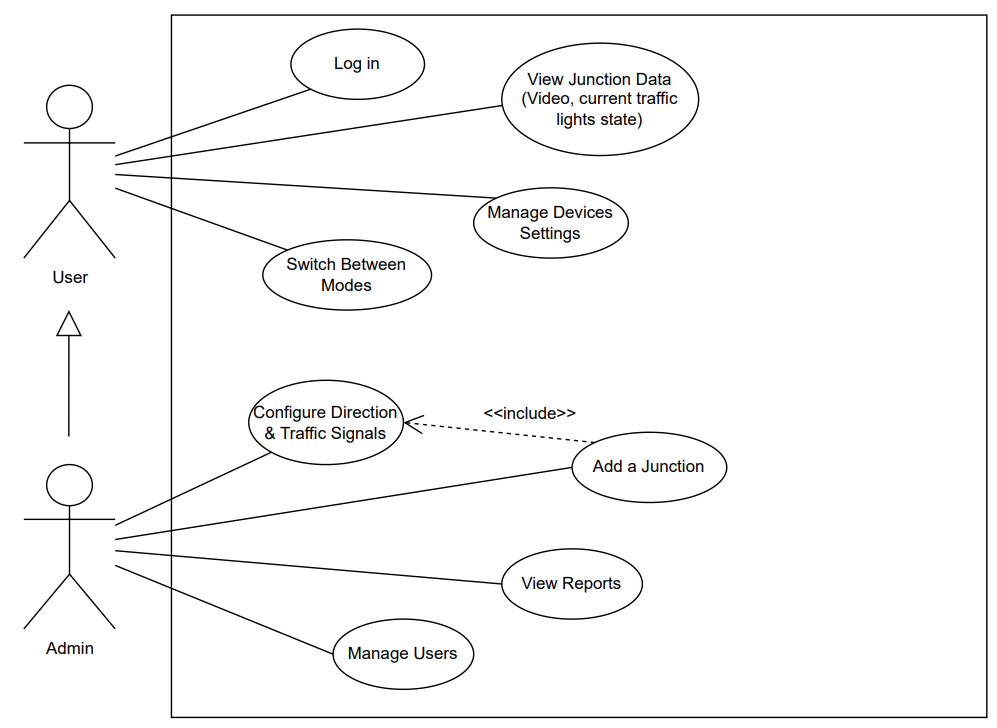 Log in
View Junction Data
(Video, current traffic
lights state)
Manage Devices
Settings
User
Switch Between
Modes
Configure Direction
& Traffic Signals
<<include>>
Add a Junction
View Reports
Admin
Manage Users